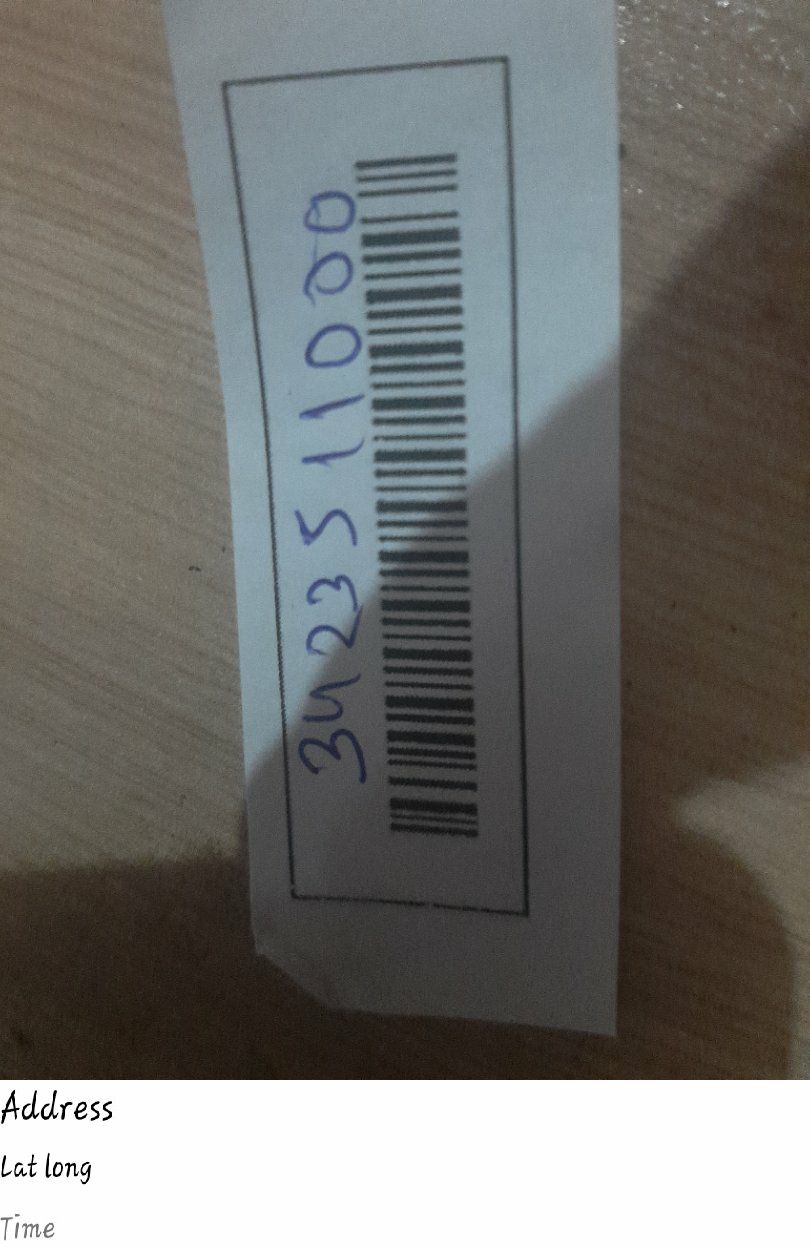 3423511000
Address
Lat long
Time